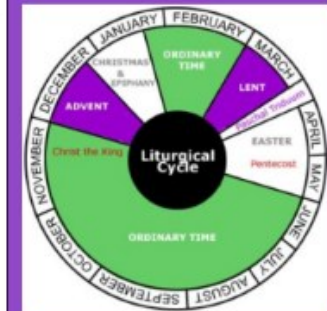 JANUARY
FEBRUARY
MARCH
APRIL
MAY
JUNE
JULY
AUGUST
SEPTEMBER
OCTOBER
NOVEMBER
DECEMBER
CHRISTMAS
&
EPIPHANY
ORDINARY
TIME
LENT
Paschal Triduum
EASTER
Pentecost
ORDINARY TIME
Christ the King
ADVENT
Liturgical
Cycle